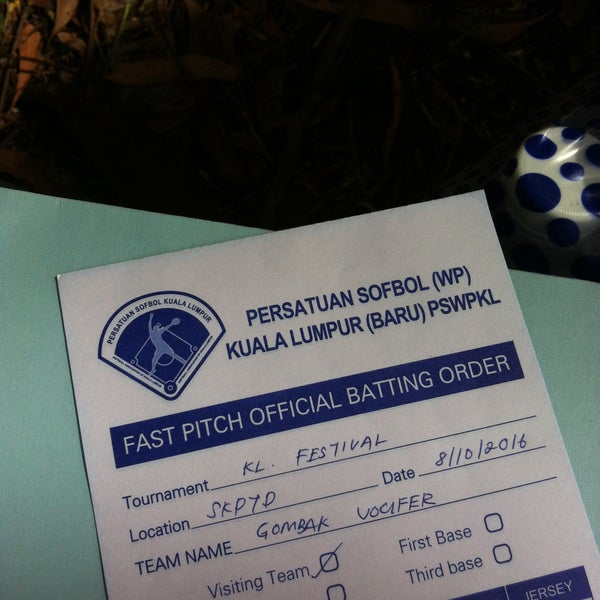 PERSATUAN SOFBOL KUALA LUMPUR
PERSATUAN SOFBOL (WP)
KUALA LUMPUR (BARU) PSWPKL
FAST PITCH OFFICIAL BATTING ORDER
Tournament KL. FESTIVAL
Location SKPTD Date 8/10/2016
TEAM NAME GOMBAK VOCIFER
Visiting Team First Base
Third base
JERSEY